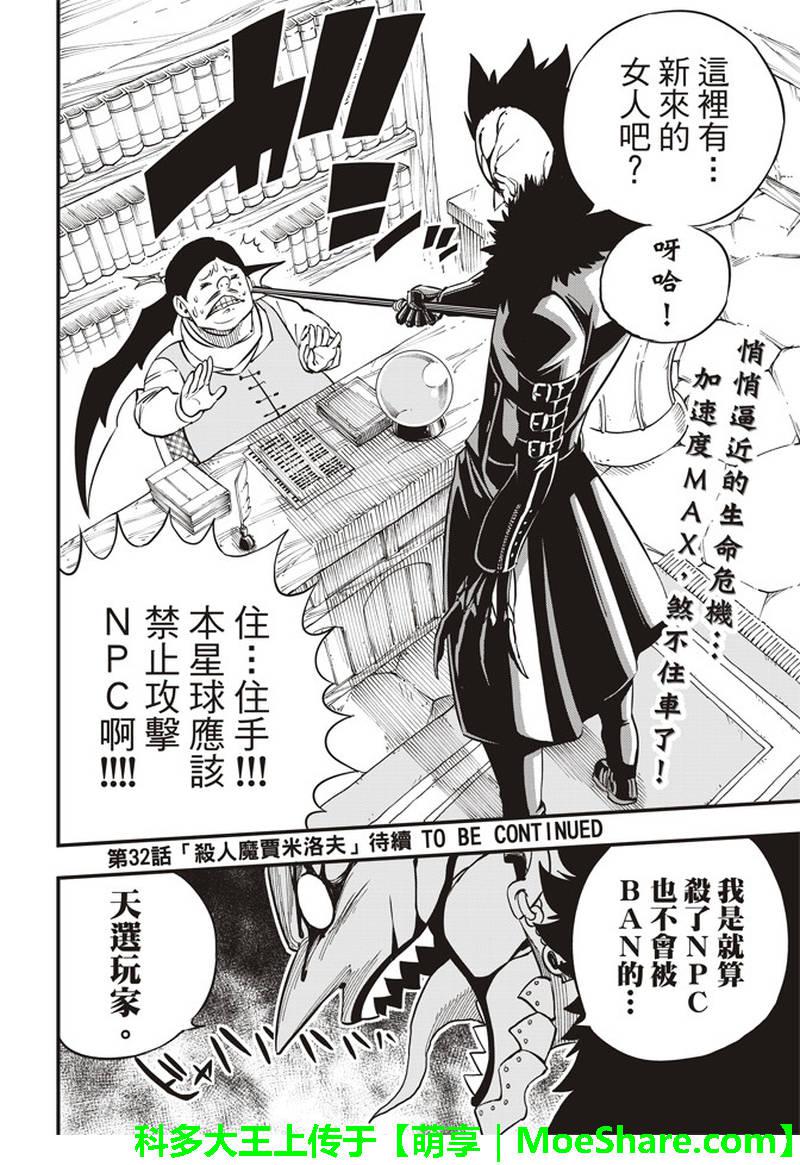 這裡有…
新來的
女人吧？
呀哈！
悄悄逼近的生命危機…
加速度MAX，煞不住車了！
住…住手!!!
本星球應該
禁止攻擊
NPC啊!!!!
第32話「殺人魔賈米洛夫」待續 TO BE CONTINUED
我是就算
殺了NPC
也不會被
BAN的…
天選玩家。
科多大王上传于【萌享|MoeShare.com】